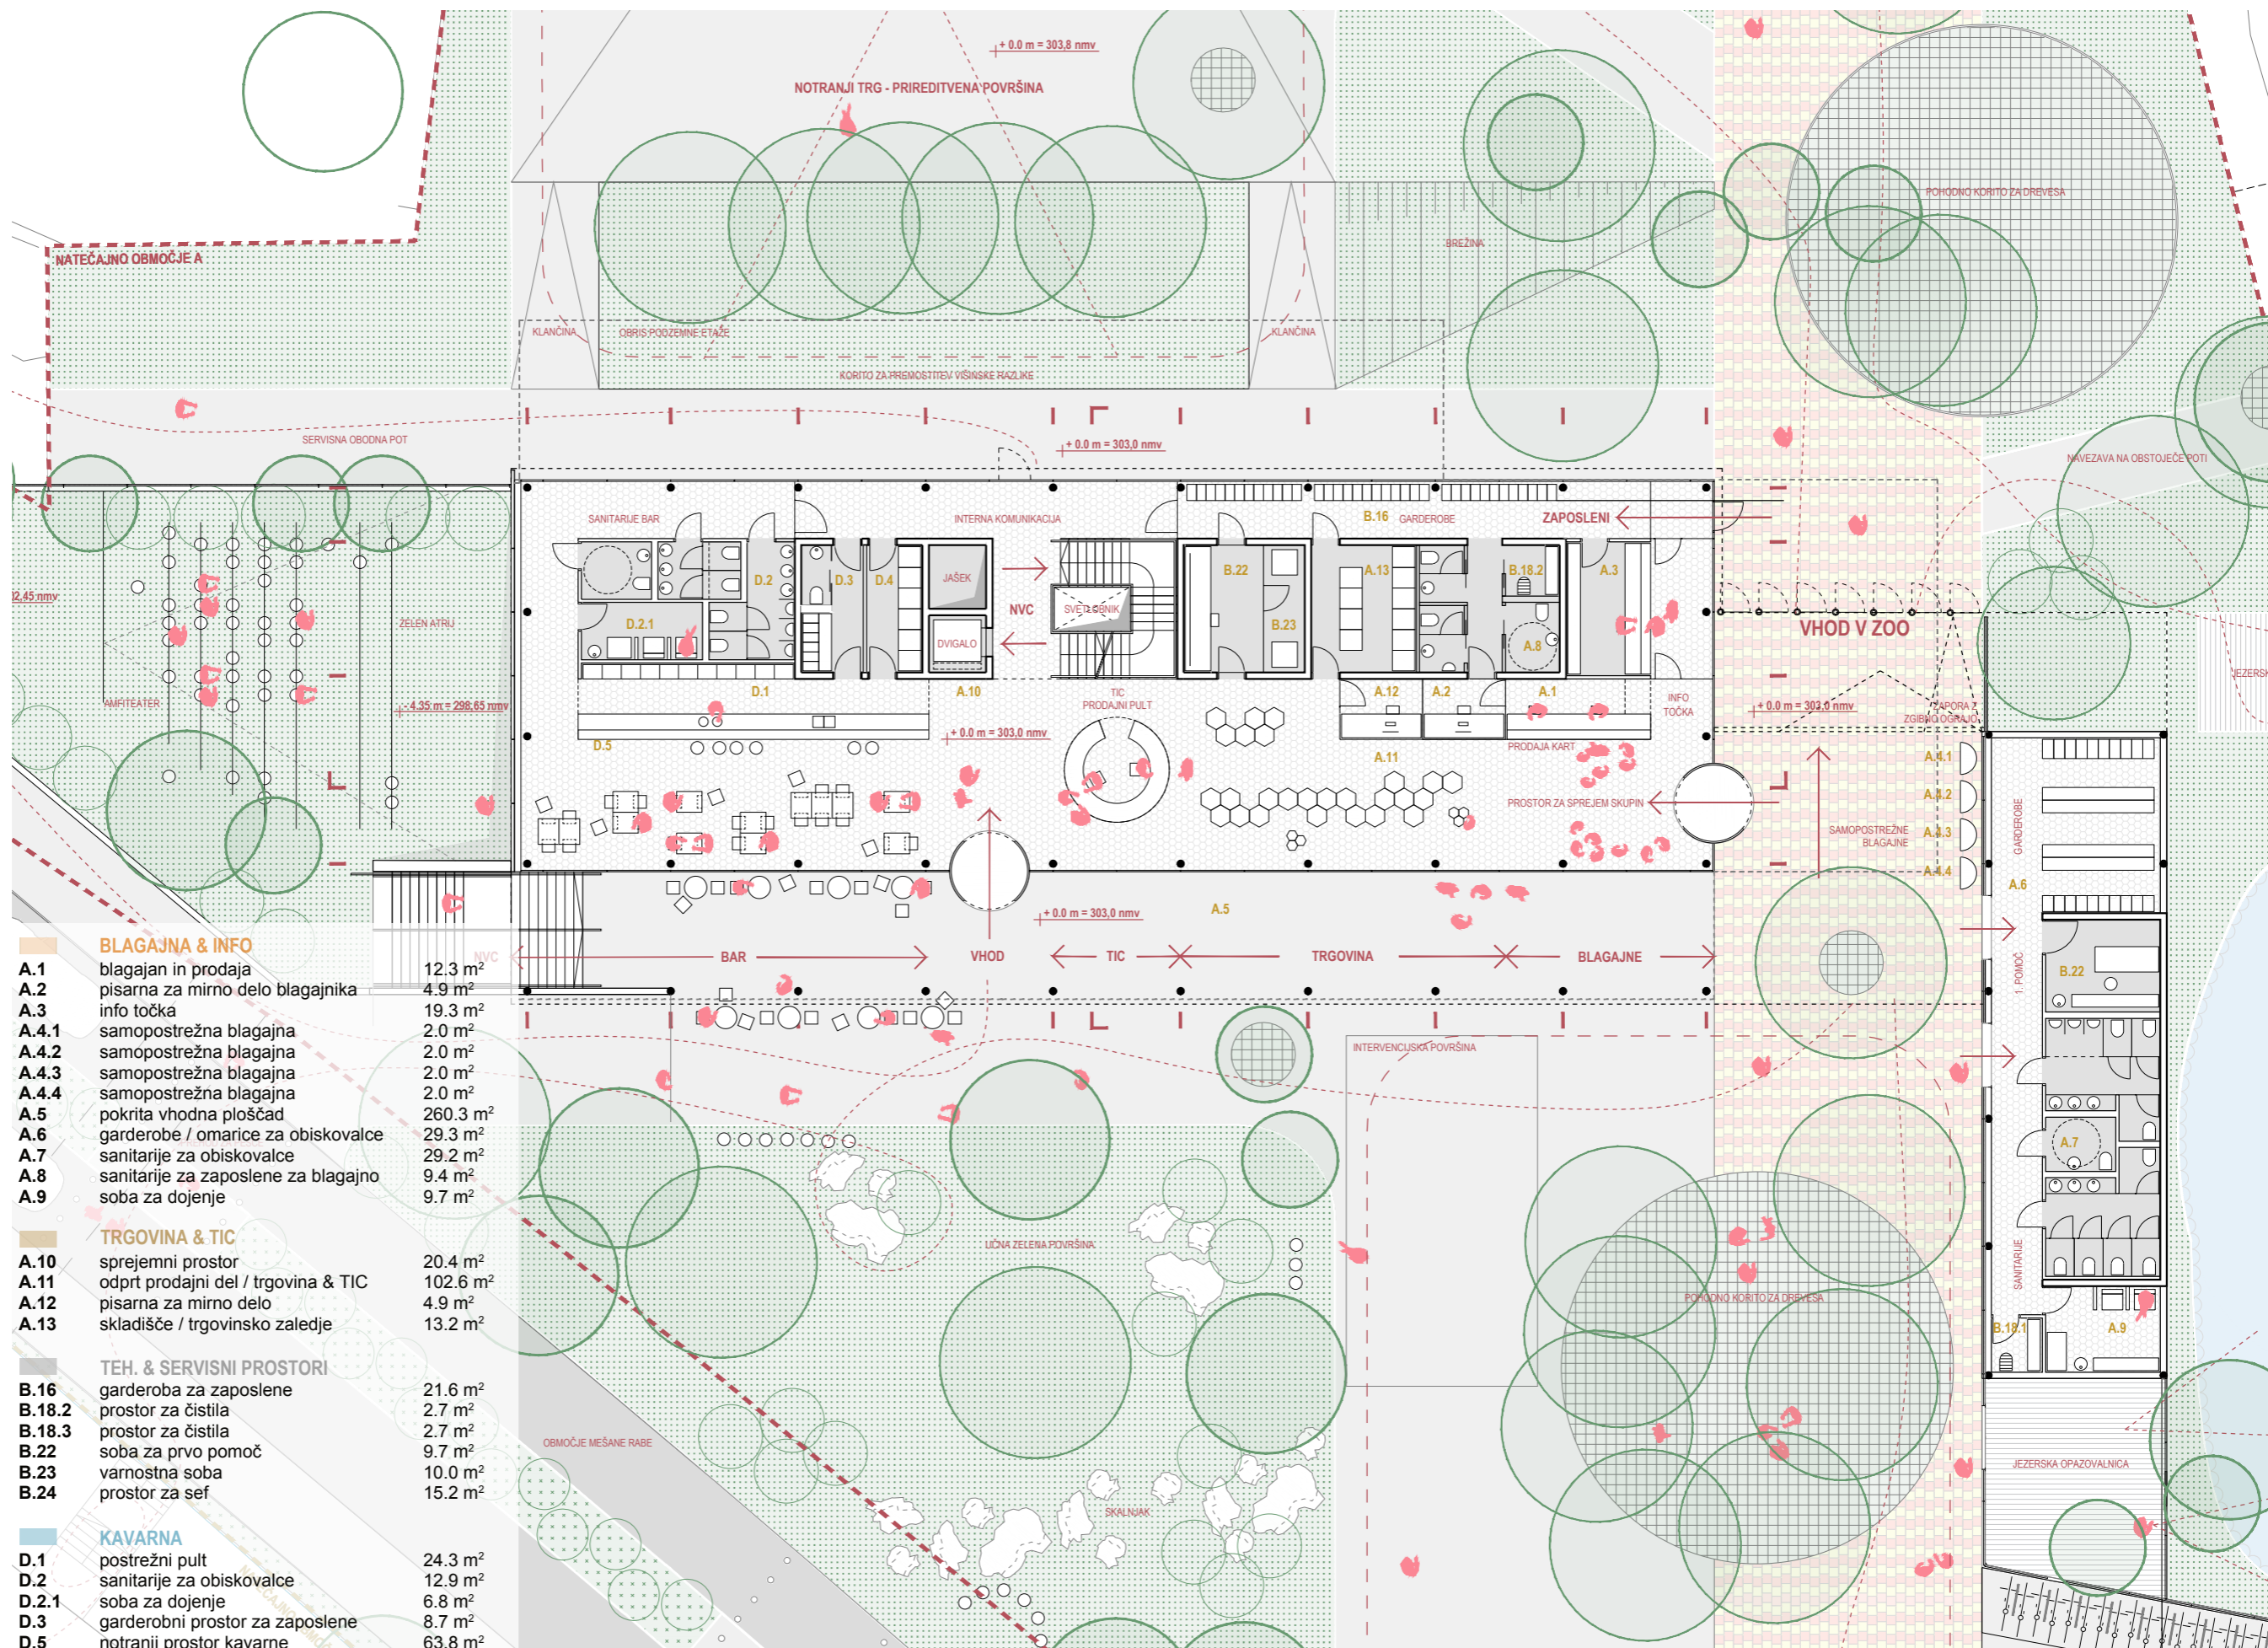 + 0.0 m = 303,8 nmv
NOTRANJI TRG - PRIREDITVENA POVRŠINA
POHODNO KORITO ZA DREVESA
BREŽINA
NATEČAJNO OBMOČJE A
KLANČINA
OBRIS PODZEMNE ETAŽE
KLANČINA
KORITO ZA PREMOSTITEV VIŠINSKE RAZLIKE
SERVISNA OBODNA POT
+ 0.0 m = 303,0 nmv
NAVEZAVA NA OBSTOJEČE POTI
SANITARIJE BAR
INTERNA KOMUNIKACIJA
B.16
GARDEROBE
ZAPOSLENI
D.2
D.3
D.4
JAŠEK
NVC
SVETLOBNIK
B.22
A.13
B.18.2
A.3
2,45 nmv
ZELEN ATRIJ
D.2.1
DVIGALO
B.23
A.8
VHOD V ZOO
AMFITEATER
- 4.35 m = 298,65 nmv
D.1
A.10
TIC
PRODAJNI PULT
A.12
A.2
A.1
INFO
TOČKA
+ 0.0 m = 303,0 nmv
ZAPORA Z
ZGIBNO OGRAJO
JEZERSK
D.5
+ 0.0 m = 303,0 nmv
A.11
PRODAJA KART
A.4.1
A.4.2
PROSTOR ZA SPREJEM SKUPIN
SAMOPOSTREŽNE
BLAGAJNE
A.4.3
A.4.4
GARDEROBE
A.6
+ 0.0 m = 303,0 nmv
A.5
NVC
BAR
VHOD
TIC
TRGOVINA
BLAGAJNE
1. POMOČ
B.22
INTERVENCIJSKA POVRŠINA
A.7
UČNA ZELENA POVRŠINA
SANITARIJE
POHODNO KORITO ZA DREVESA
B.18.1
A.9
OBMOČJE MEŠANE RABE
JEZERSKA OPAZOVALNICA
SKALNJAK
BLAGAJNA & INFO
A.1 blagajan in prodaja 12.3 m²
A.2 pisarna za mirno delo blagajnika 4.9 m²
A.3 info točka 19.3 m²
A.4.1 samopostrežna blagajna 2.0 m²
A.4.2 samopostrežna blagajna 2.0 m²
A.4.3 samopostrežna blagajna 2.0 m²
A.4.4 samopostrežna blagajna 2.0 m²
A.5 pokrita vhodna ploščad 260.3 m²
A.6 garderobe / omarice za obiskovalce 29.3 m²
A.7 sanitarije za obiskovalce 29.2 m²
A.8 sanitarije za zaposlene za blagajno 9.4 m²
A.9 soba za dojenje 9.7 m²
TRGOVINA & TIC
A.10 sprejemni prostor 20.4 m²
A.11 odprt prodajni del / trgovina & TIC 102.6 m²
A.12 pisarna za mirno delo 4.9 m²
A.13 skladišče / trgovinsko zaledje 13.2 m²
TEH. & SERVISNI PROSTORI
B.16 garderoba za zaposlene 21.6 m²
B.18.2 prostor za čistila 2.7 m²
B.18.3 prostor za čistila 2.7 m²
B.22 soba za prvo pomoč 9.7 m²
B.23 varnostna soba 10.0 m²
B.24 prostor za sef 15.2 m²
KAVARNA
D.1 postrežni pult 24.3 m²
D.2 sanitarije za obiskovalce 12.9 m²
D.2.1 soba za dojenje 6.8 m²
D.3 garderobni prostor za zaposlene 8.7 m²
D.5 notranji prostor kavarne 63.8 m²